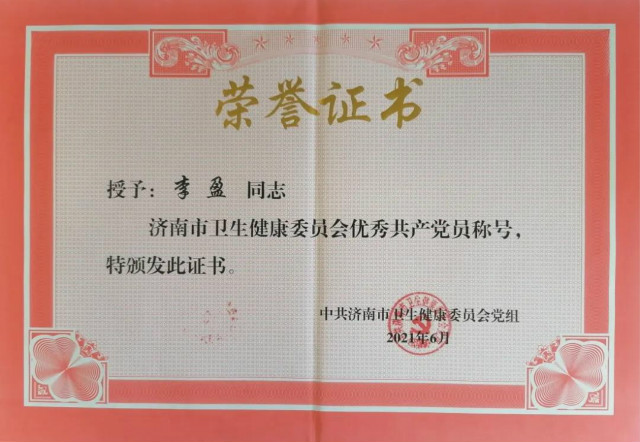 荣誉证书
授予：李盈 同志
济南市卫生健康委员会优秀共产党员称号，
特颁发此证书。
中共济南市卫生健康委员会党组
2021年6月